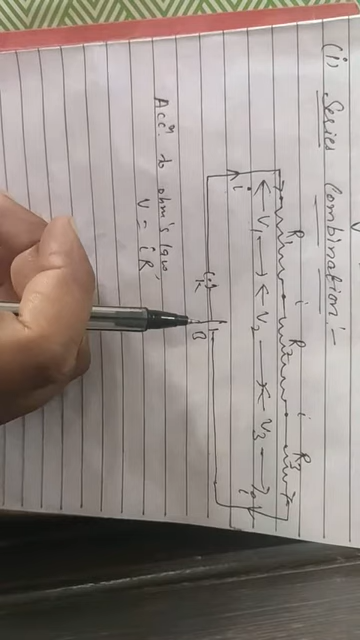 (i) Series Combination:-
R1 i R2 i R3
i ← V1 → ← V2 → ← V3 → i
(•) K B
Accn to ohm's law
V = iR